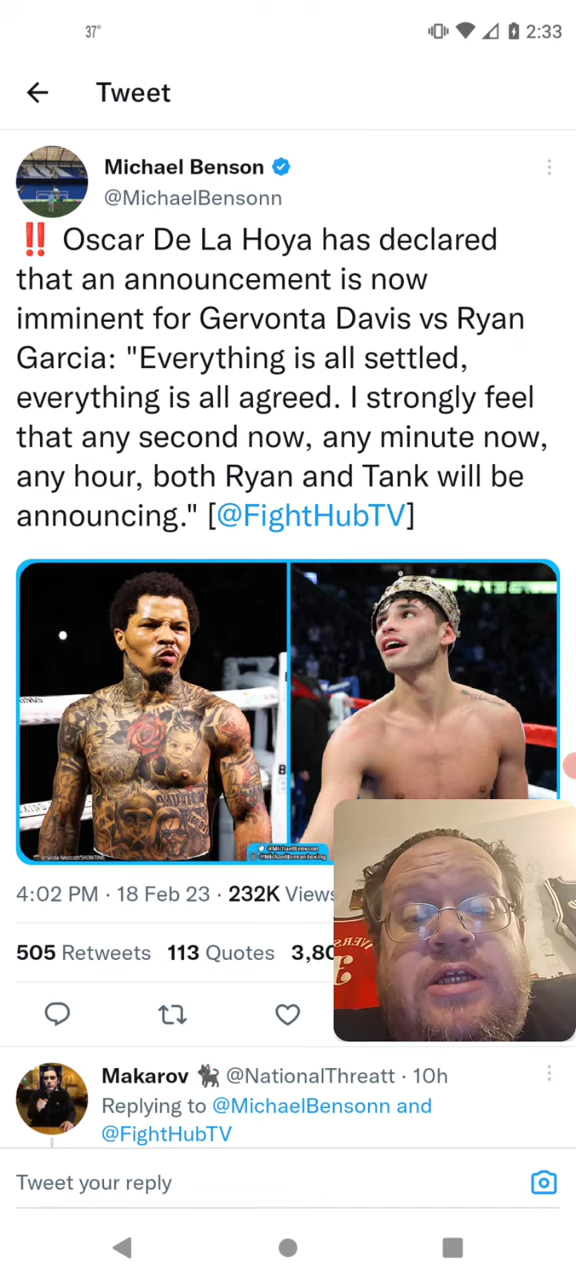 37°
2:33
Tweet
Michael Benson
@MichaelBensonn
‼️ Oscar De La Hoya has declared
that an announcement is now
imminent for Gervonta Davis vs Ryan
Garcia: "Everything is all settled,
everything is all agreed. I strongly feel
that any second now, any minute now,
any hour, both Ryan and Tank will be
announcing." [@FightHubTV]
@MichaelBensonn
@MichaelBensonboxing
4:02 PM · 18 Feb 23 · 232K Views
505 Retweets 113 Quotes 3,80
Makarov 🐈‍⬛ @NationalThreatt · 10h
Replying to @MichaelBensonn and
@FightHubTV
Tweet your reply